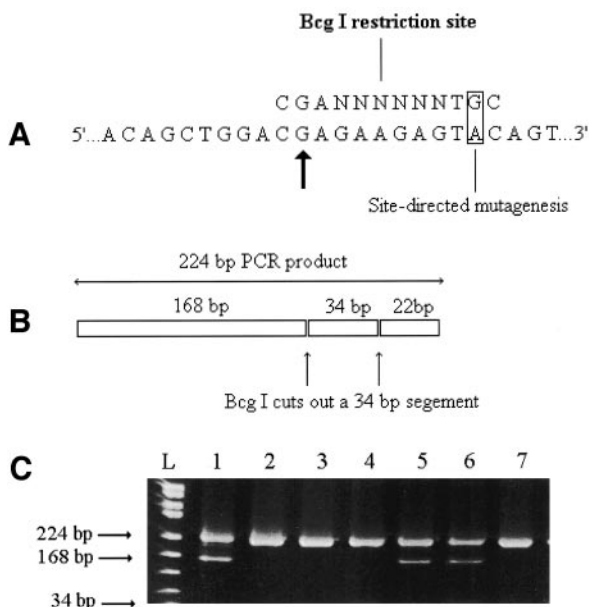 Bcg I restriction site
C G A N N N N N N T G C
A
5'...A C A G C T G G A C G A G A A G A G T A C A G T...3'
Site-directed mutagenesis
224 bp PCR product
B
168 bp 34 bp 22bp
Bcg I cuts out a 34 bp segement
C
L 1 2 3 4 5 6 7
224 bp
168 bp
34 bp